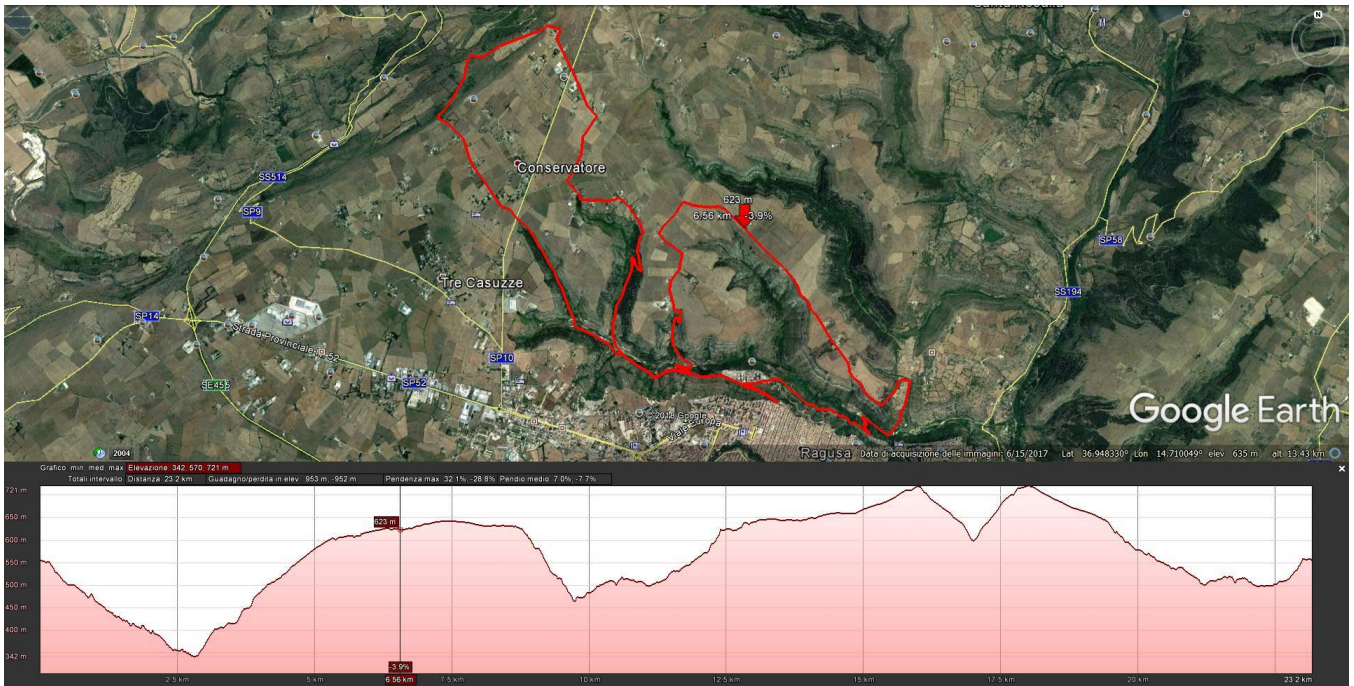 Santa Rosalia
N
M
Conservatore
SS514
SP9
623 m
6.56 km -3.9%
SP58
Tre Casuzze
SS194
SP14
Strada Provinciale n 52
SP10
SE455
SP52
© 2018 Google
Viale Europa
Google Earth
2004
Ragusa
Data di acquisizione delle immagini: 6/15/2017 Lat 36.948330° Lon 14.710049° elev 635 m alt 13.43 km
Grafico: min, med, max Elevazione: 342, 570, 721 m
Totali intervallo: Distanza: 23.2 km Guadagno/perdita in elev.: 953 m, -952 m Pendenza max: 32.1%, -28.8% Pendio medio: 7.0%, -7.7%
721 m
650 m
600 m
550 m
500 m
450 m
400 m
342 m
623 m
-3.9%
2.5 km 5 km 6.56 km 7.5 km 10 km 12.5 km 15 km 17.5 km 20 km 23.2 km